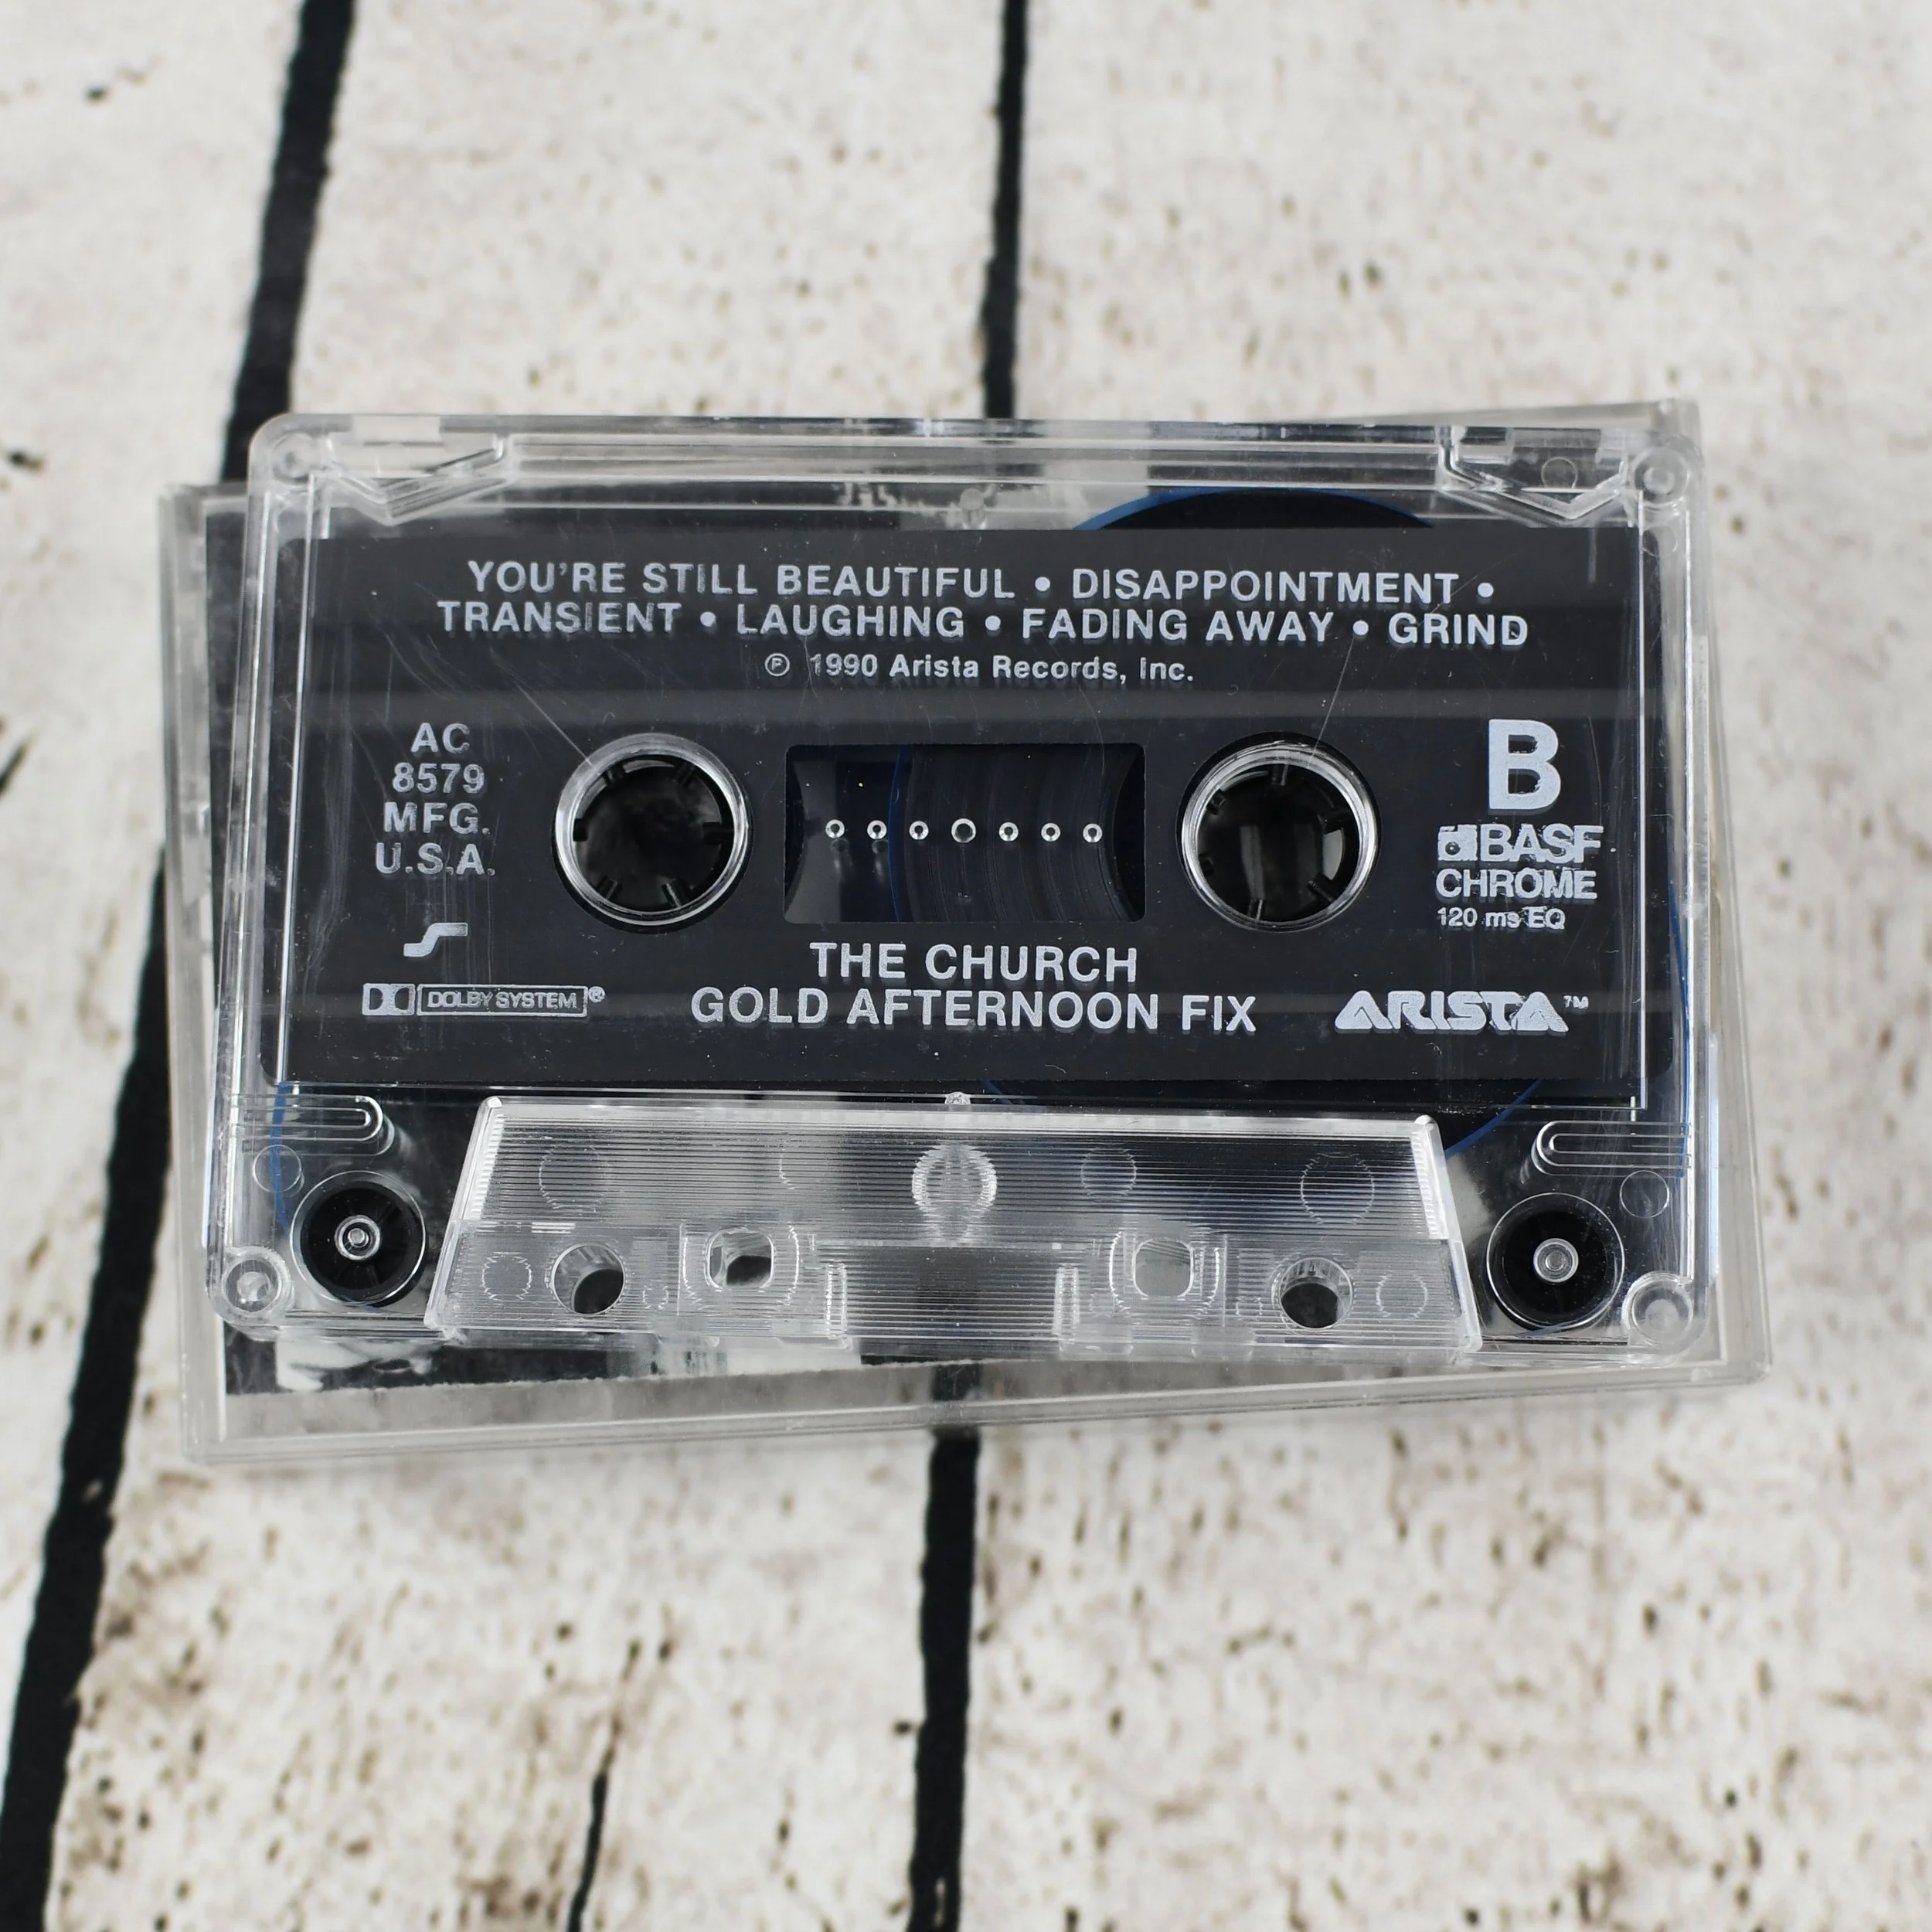 YOU'RE STILL BEAUTIFUL • DISAPPOINTMENT •
TRANSIENT • LAUGHING • FADING AWAY • GRIND
℗ 1990 Arista Records, Inc.
AC
8579
MFG.
U.S.A.
B
BASF
CHROME
120 ms EQ
THE CHURCH
GOLD AFTERNOON FIX
DOLBY SYSTEM®
ARISTA™